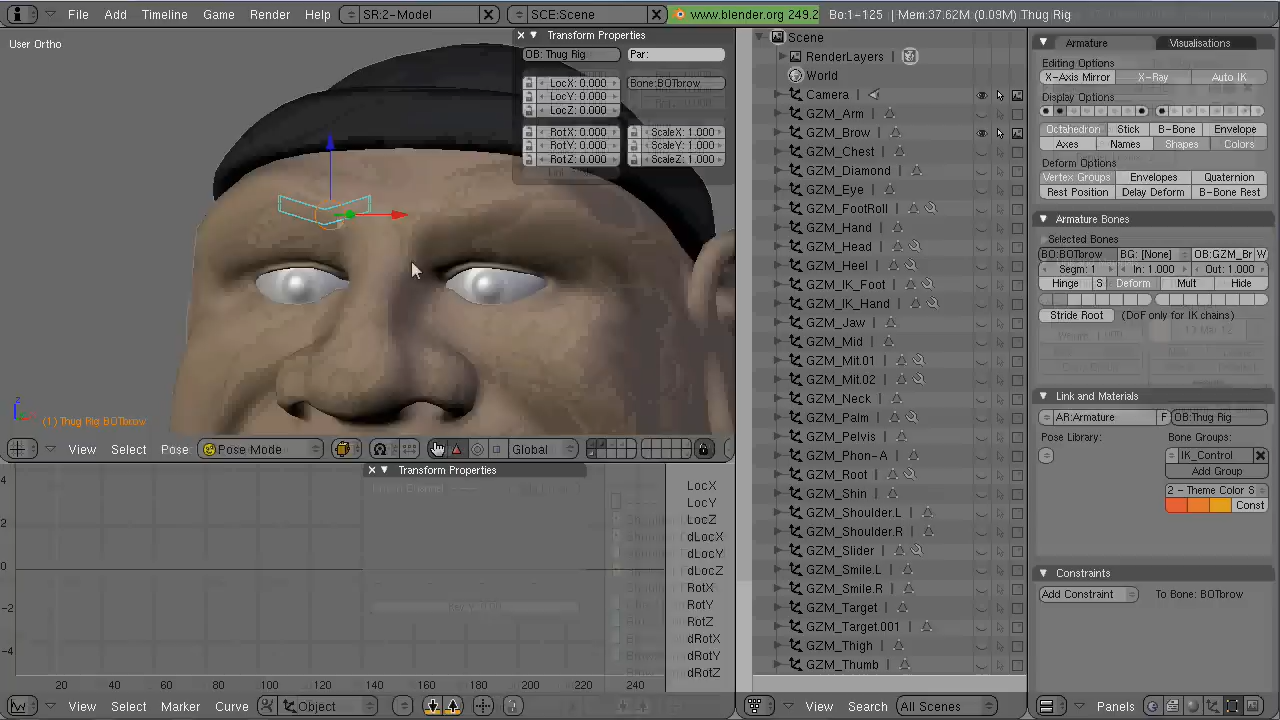 File Add Timeline Game Render Help SR:2-Model SCE:Scene www.blender.org 249.2 Bo:1-125 | Mem:37.62M (0.09M) Thug Rig
User Ortho
Transform Properties
OB: Thug Rig Par:
LocX: 0.000 Bone:BOTbrow
LocY: 0.000
LocZ: 0.000
RotX: 0.000 ScaleX: 1.000
RotY: 0.000 ScaleY: 1.000
RotZ: 0.000 ScaleZ: 1.000
(1) Thug Rig BOTbrow
View Select Pose Pose Mode Global
Transform Properties
4
2
0
-2
-4
20 40 60 80 100 120 140 160 180 200 220 240
LocX
LocY
LocZ
dLocX
dLocY
dLocZ
RotX
RotY
RotZ
dRotX
dRotY
dRotZ
View Select Marker Curve Object
Scene
RenderLayers |
World
Camera |
GZM_Arm |
GZM_Brow |
GZM_Chest |
GZM_Diamond |
GZM_Eye |
GZM_FootRoll |
GZM_Hand |
GZM_Head |
GZM_Heel |
GZM_IK_Foot |
GZM_IK_Hand |
GZM_Jaw |
GZM_Mid |
GZM_Mit.01 |
GZM_Mit.02 |
GZM_Neck |
GZM_Palm |
GZM_Pelvis |
GZM_Phon-A |
GZM_Root |
GZM_Shin |
GZM_Shoulder.L |
GZM_Shoulder.R |
GZM_Slider |
GZM_Smile.L |
GZM_Smile.R |
GZM_Target |
GZM_Target.001 |
GZM_Thigh |
GZM_Thumb |
View Search All Scenes
Armature Visualisations
Editing Options
X-Axis Mirror X-Ray Auto IK
Display Options
Octahedron Stick B-Bone Envelope
Axes Names Shapes Colors
Deform Options
Vertex Groups Envelopes Quaternion
Rest Position Delay Deform B-Bone Rest
Armature Bones
Selected Bones
BO:BOTbrow BG: [None] OB:GZM_Br W
Segm: 1 In: 1.000 Out: 1.000
Hinge S Deform Mult Hide
Stride Root (DoF only for IK chains)
Link and Materials
AR:Armature F OB:Thug Rig
Pose Library: Bone Groups:
IK_Control
Add Group
2 - Theme Color S
Const
Constraints
Add Constraint To Bone: BOTbrow
Panels